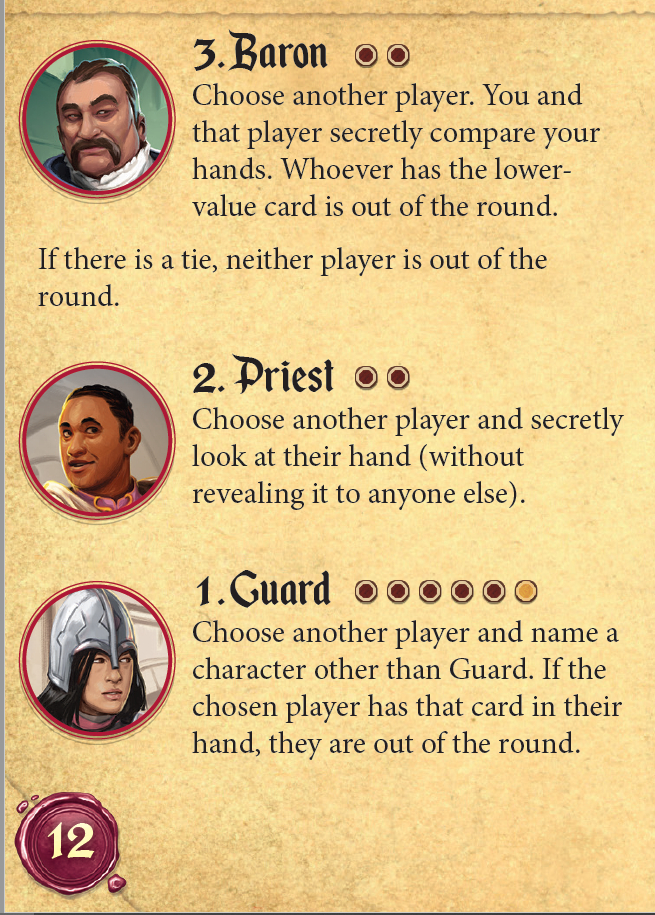 3. Baron
Choose another player. You and
that player secretly compare your
hands. Whoever has the lower-
value card is out of the round.
If there is a tie, neither player is out of the
round.
2. Priest
Choose another player and secretly
look at their hand (without
revealing it to anyone else).
1. Guard
Choose another player and name a
character other than Guard. If the
chosen player has that card in their
hand, they are out of the round.
12